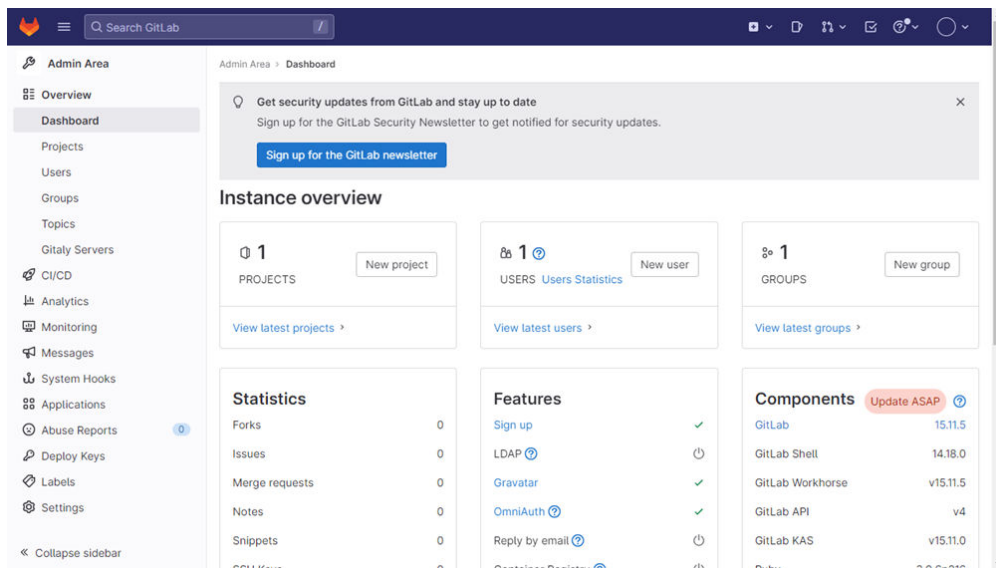 Search GitLab /
Admin Area
Overview
Dashboard
Projects
Users
Groups
Topics
Gitaly Servers
CI/CD
Analytics
Monitoring
Messages
System Hooks
Applications
Abuse Reports 0
Deploy Keys
Labels
Settings
« Collapse sidebar
Admin Area > Dashboard
Get security updates from GitLab and stay up to date
Sign up for the GitLab Security Newsletter to get notified for security updates.
Sign up for the GitLab newsletter
Instance overview
1
PROJECTS
New project
View latest projects >
1
USERS Users Statistics
New user
View latest users >
1
GROUPS
New group
View latest groups >
Statistics
Forks 0
Issues 0
Merge requests 0
Notes 0
Snippets 0
SSH Keys 0
Features
Sign up
LDAP
Gravatar
OmniAuth
Reply by email
Container Registry
Components Update ASAP
GitLab 15.11.5
GitLab Shell 14.18.0
GitLab Workhorse v15.11.5
GitLab API v4
GitLab KAS v15.11.0
Ruby